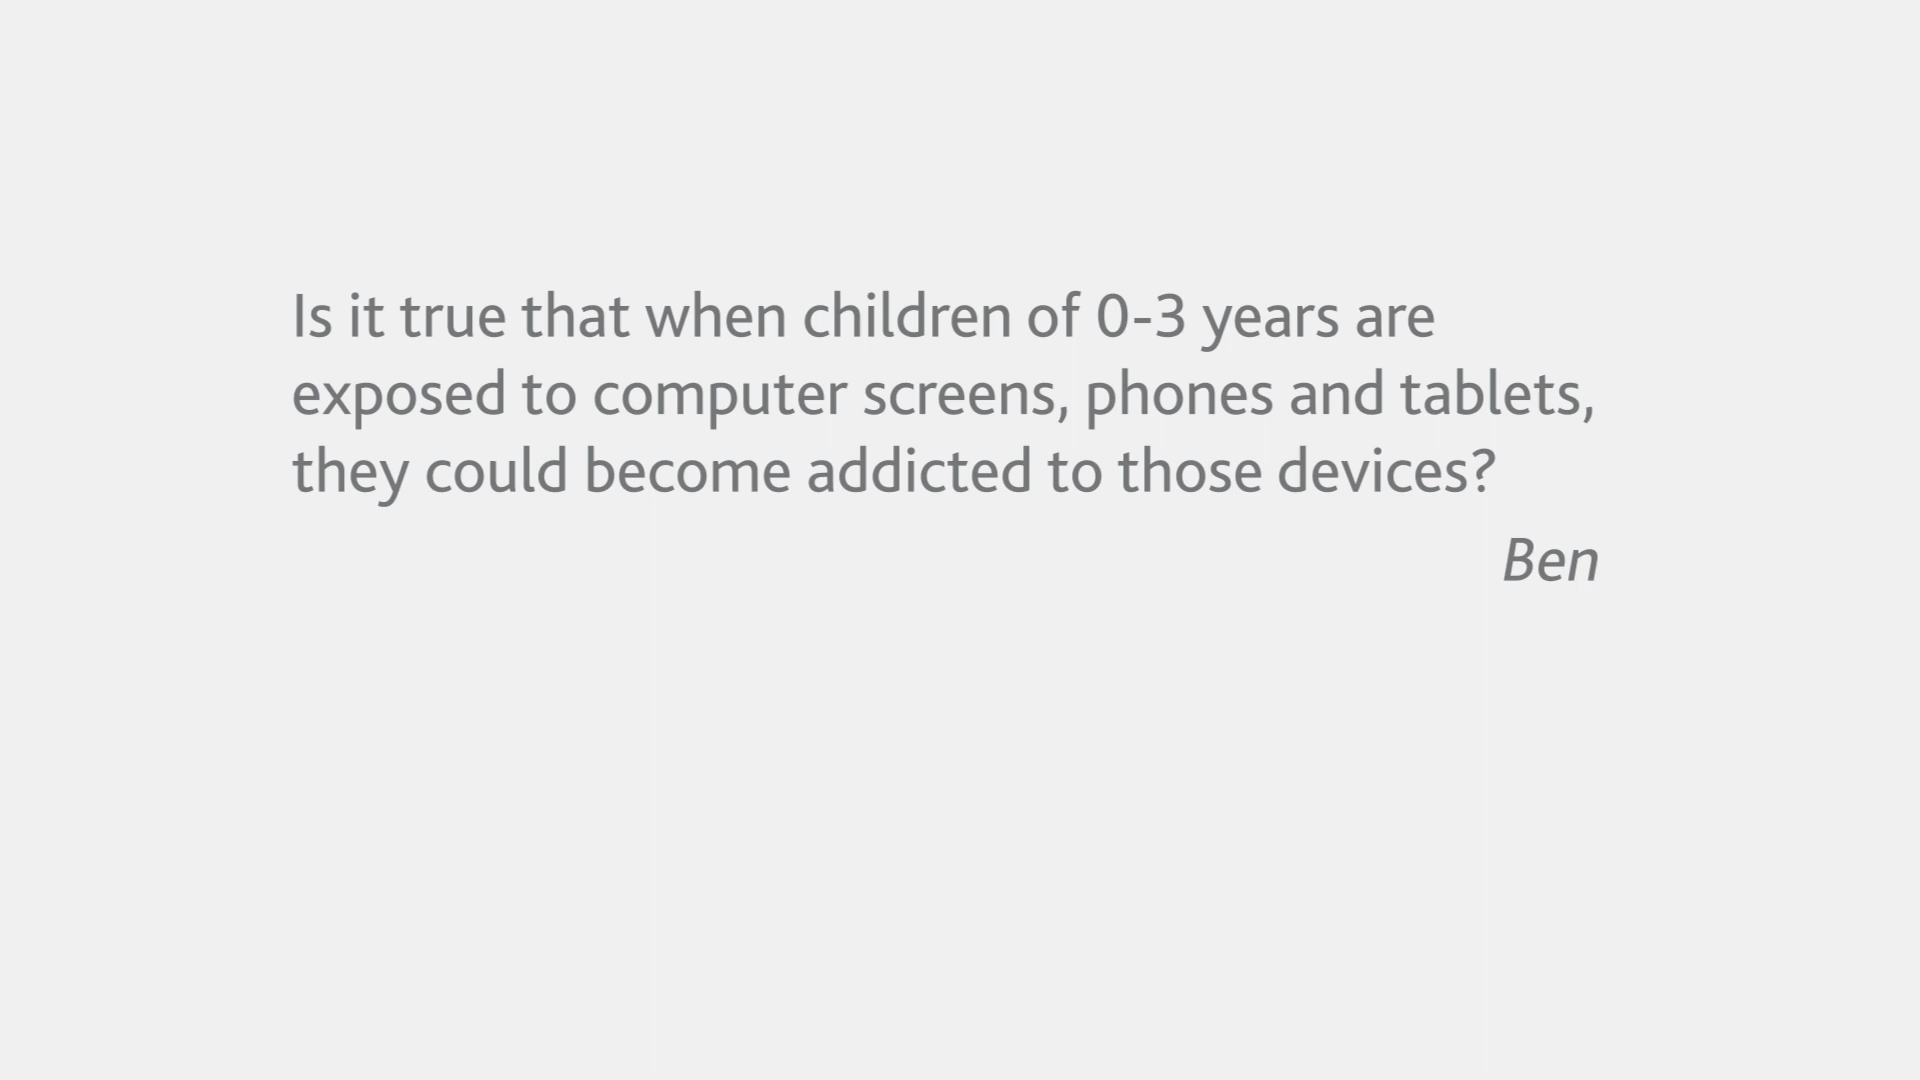 Is it true that when children of 0-3 years are
exposed to computer screens, phones and tablets,
they could become addicted to those devices?
Ben